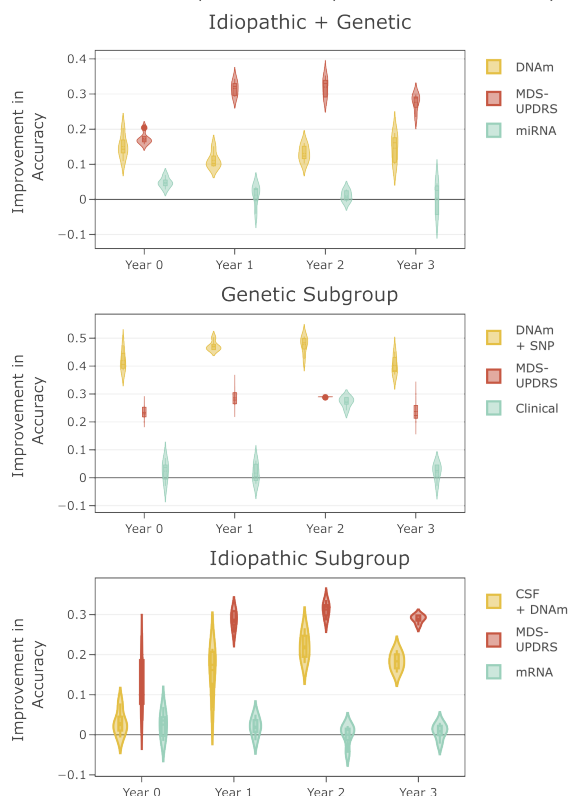 Idiopathic + Genetic
Improvement in
Accuracy
0.4
0.3
0.2
0.1
0
−0.1
Year 0
Year 1
Year 2
Year 3
DNAm
MDS-
UPDRS
miRNA
Genetic Subgroup
Improvement in
Accuracy
0.5
0.4
0.3
0.2
0.1
0
−0.1
Year 0
Year 1
Year 2
Year 3
DNAm
+ SNP
MDS-
UPDRS
Clinical
Idiopathic Subgroup
Improvement in
Accuracy
0.3
0.2
0.1
0
−0.1
Year 0
Year 1
Year 2
Year 3
CSF
+ DNAm
MDS-
UPDRS
mRNA